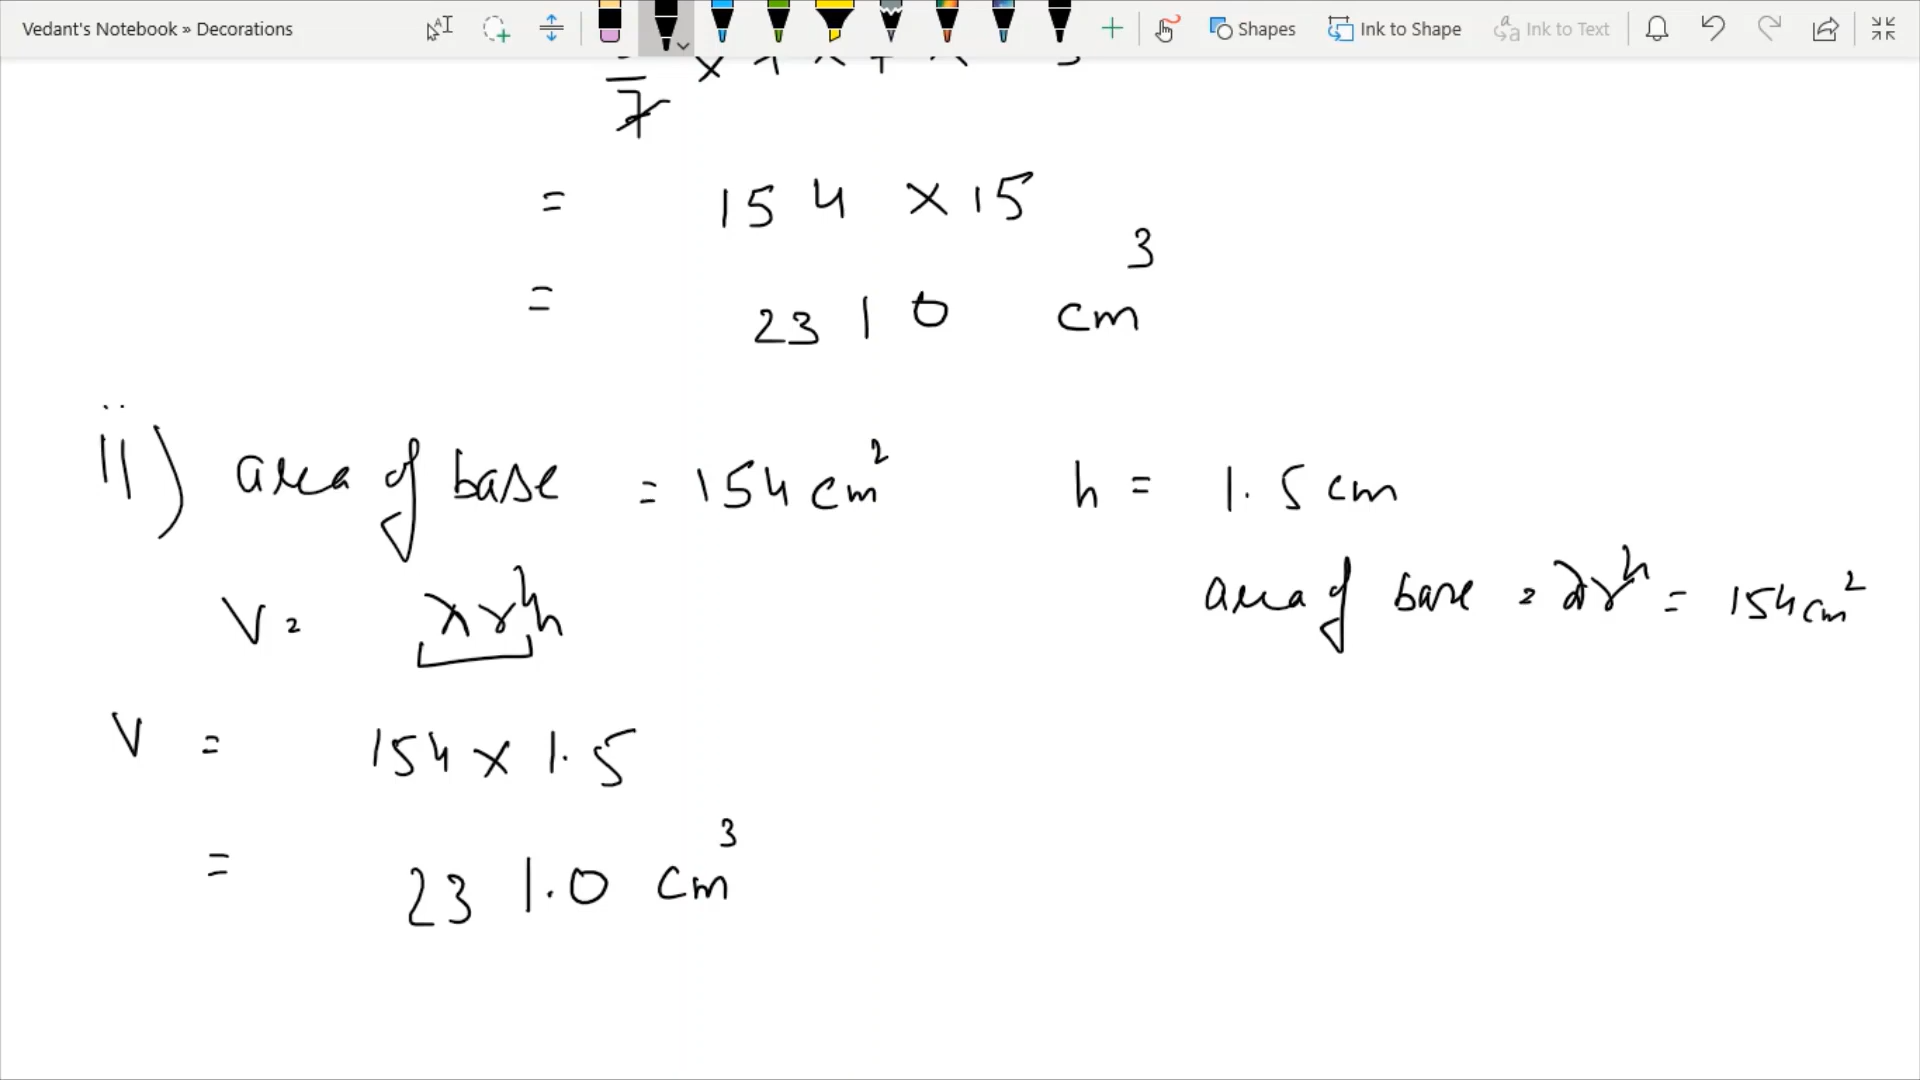 Vedant's Notebook » Decorations
Shapes
Ink to Shape
Ink to Text
7
= 154 × 15
= 2310 cm³
ii) area of base = 154 cm² h = 1.5 cm
V = πr²h area of base = πr² = 154 cm²
V = 154 × 1.5
= 231.0 cm³